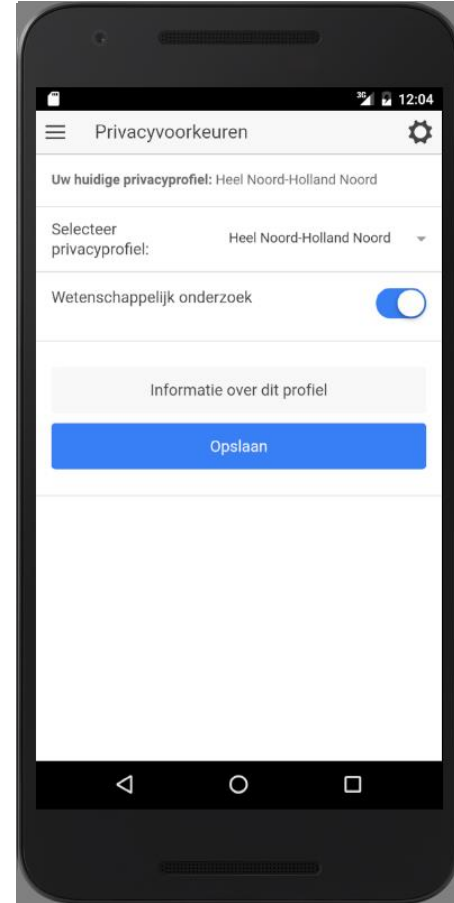 3G 12:04
Privacyvoorkeuren
Uw huidige privacyprofiel: Heel Noord-Holland Noord
Selecteer
privacyprofiel:
Heel Noord-Holland Noord
Wetenschappelijk onderzoek
Informatie over dit profiel
Opslaan